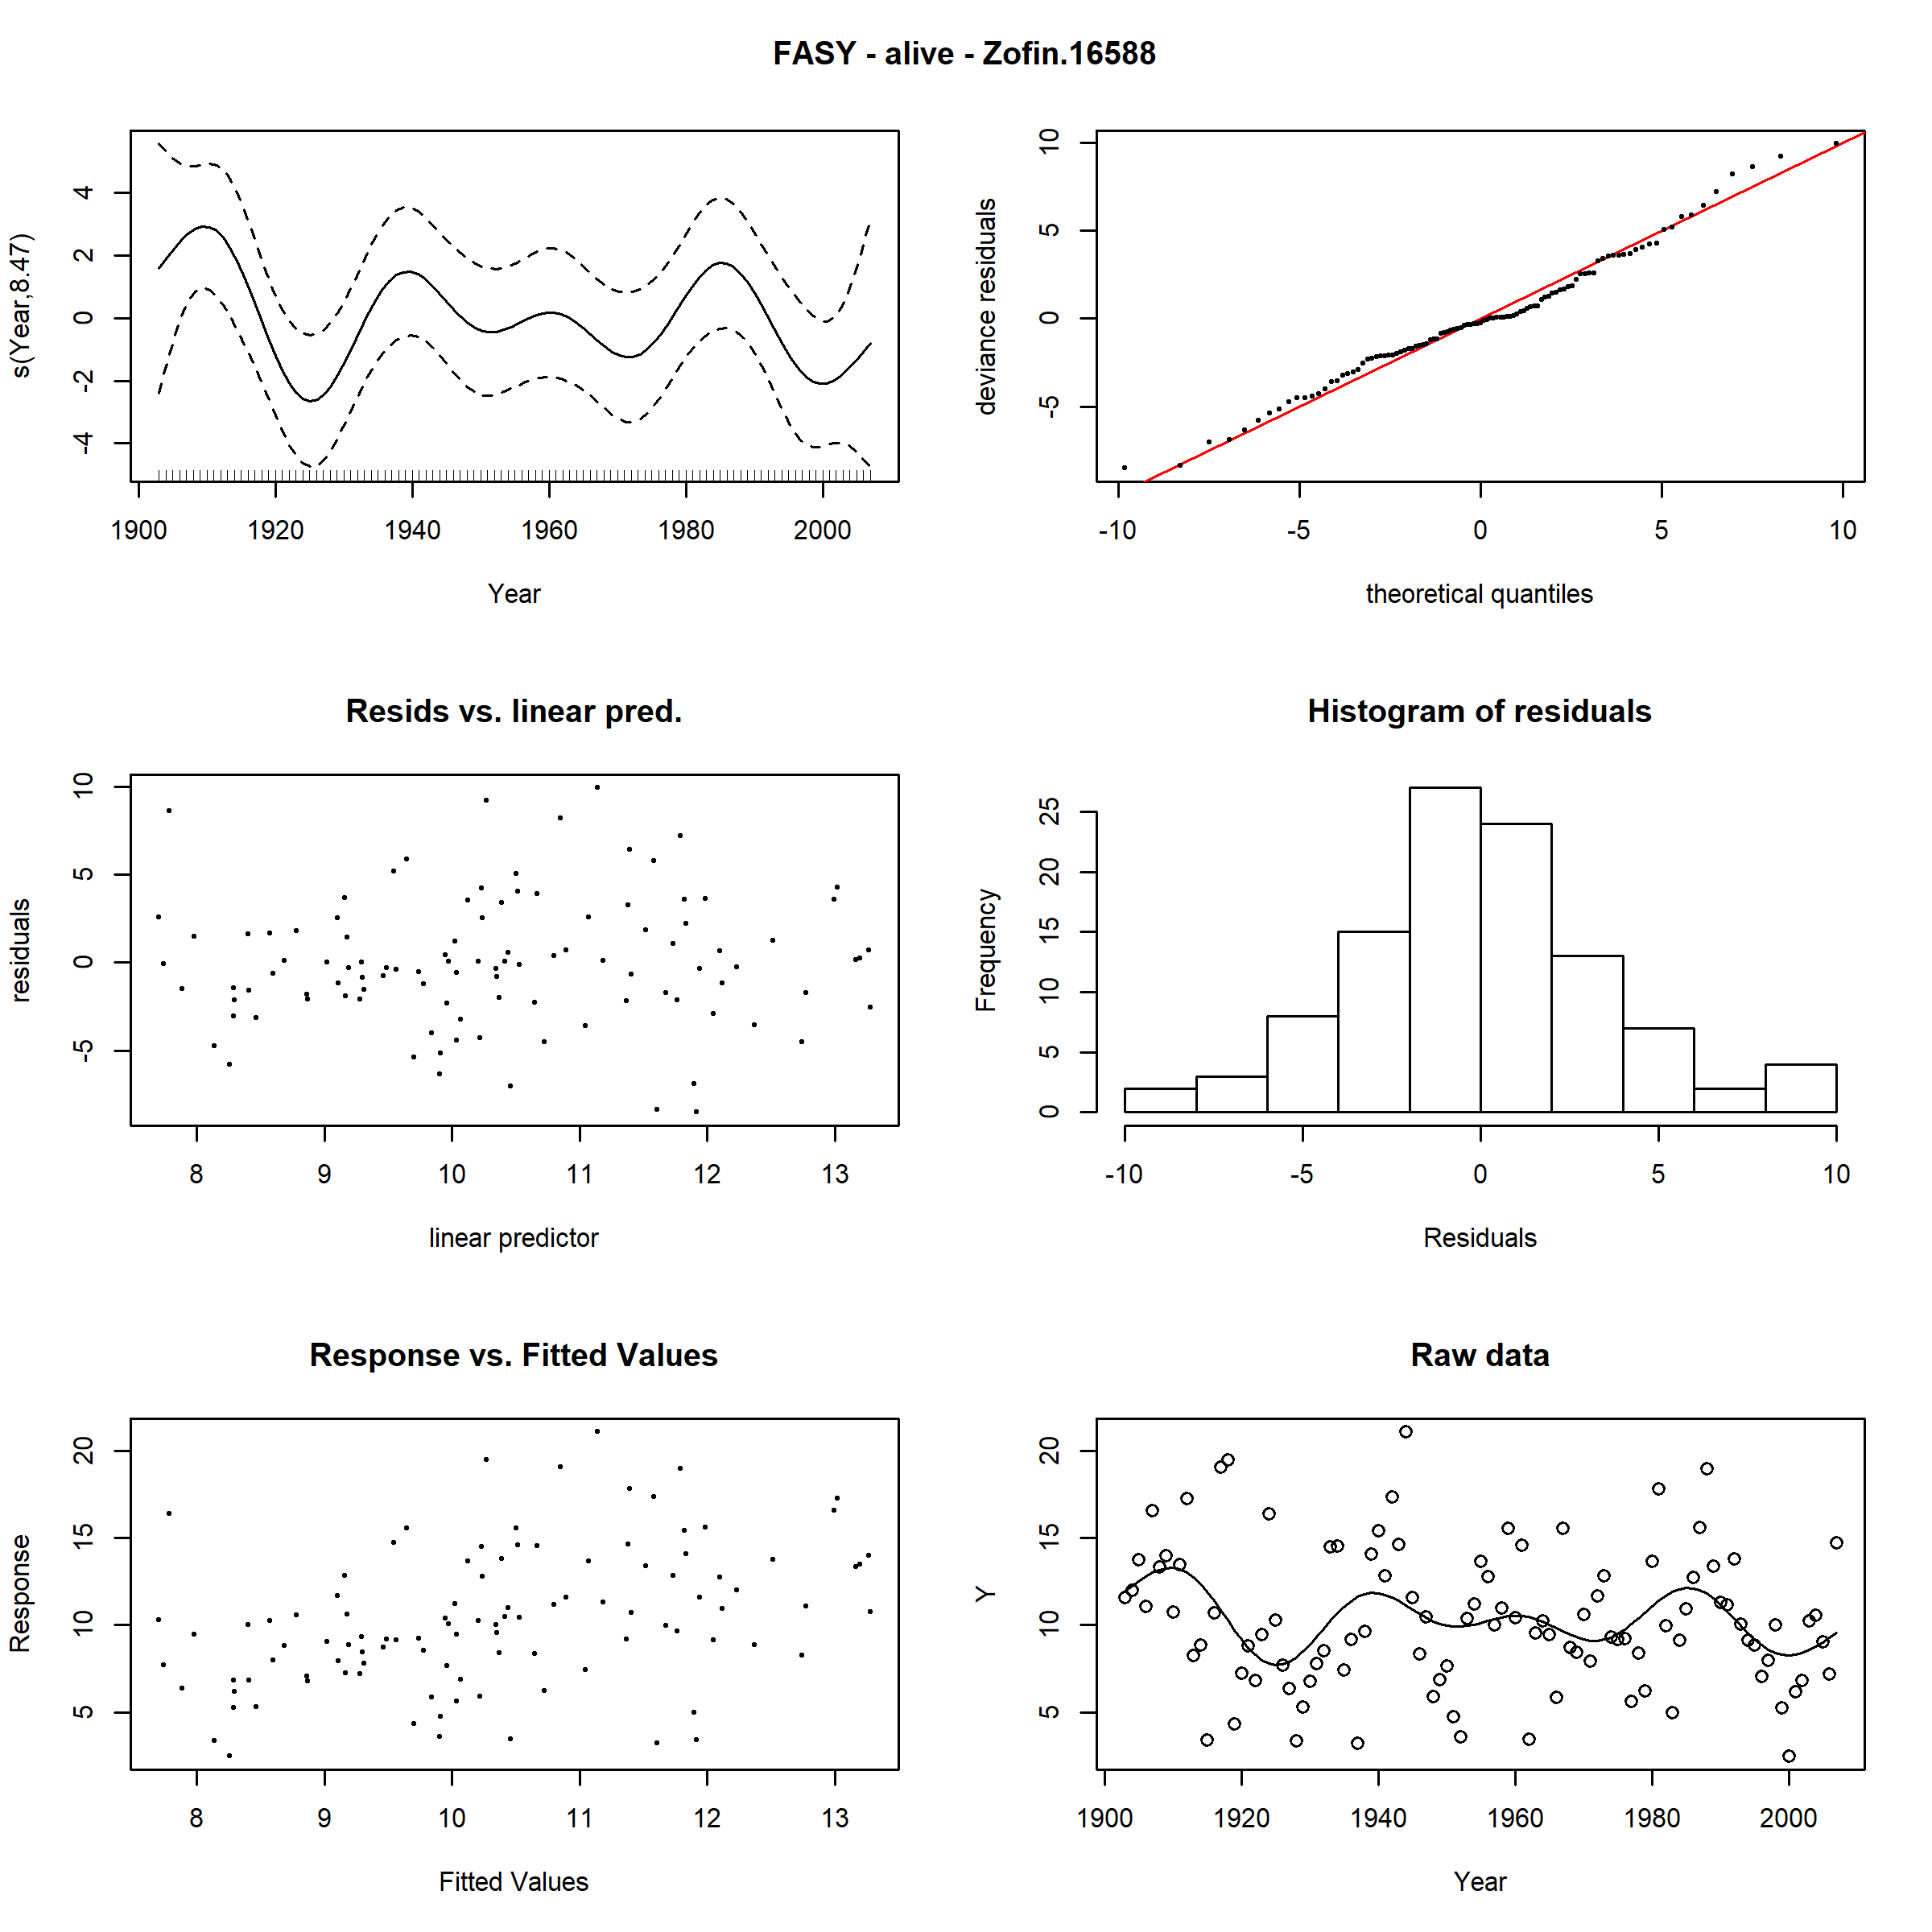 FASY - alive - Zofin.16588
s(Year,8.47)
4
2
0
-2
-4
1900 1920 1940 1960 1980 2000
Year
deviance residuals
10
5
0
-5
-10 -5 0 5 10
theoretical quantiles
Resids vs. linear pred.
residuals
10
5
0
-5
8 9 10 11 12 13
linear predictor
Histogram of residuals
Frequency
25
20
15
10
5
0
-10 -5 0 5 10
Residuals
Response vs. Fitted Values
Response
20
15
10
5
8 9 10 11 12 13
Fitted Values
Raw data
Y
20
15
10
5
1900 1920 1940 1960 1980 2000
Year